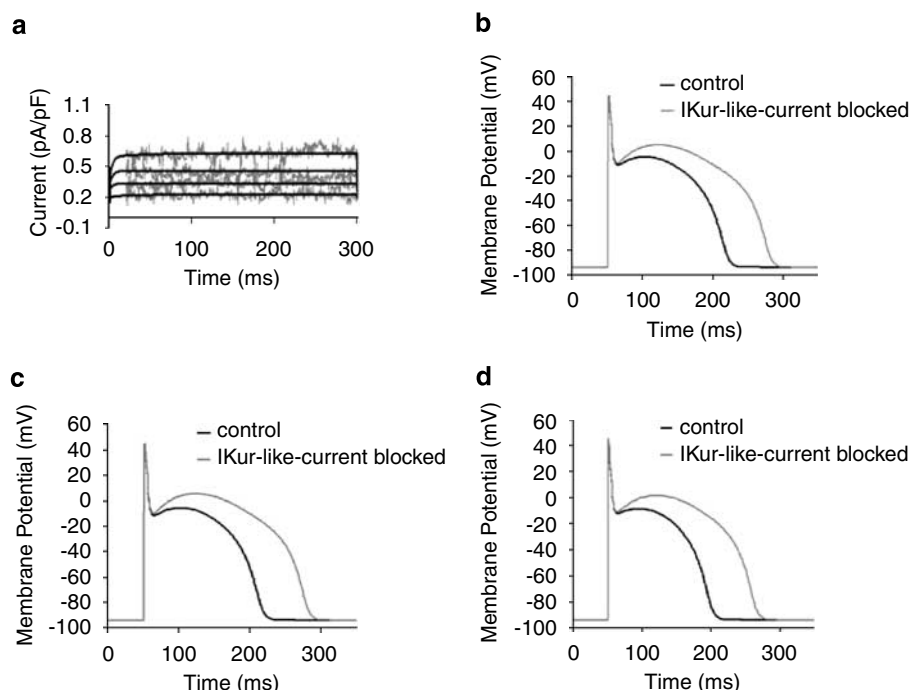 a
Current (pA/pF)
1.1
0.8
0.5
0.2
-0.1
0 100 200 300
Time (ms)
b
Membrane Potential (mV)
control
IKur-like-current blocked
60
40
20
0
-20
-40
-60
-80
-100
0 100 200 300
Time (ms)
c
Membrane Potential (mV)
control
IKur-like-current blocked
60
40
20
0
-20
-40
-60
-80
-100
0 100 200 300
Time (ms)
d
Membrane Potential (mV)
control
IKur-like-current blocked
60
40
20
0
-20
-40
-60
-80
-100
0 100 200 300
Time (ms)